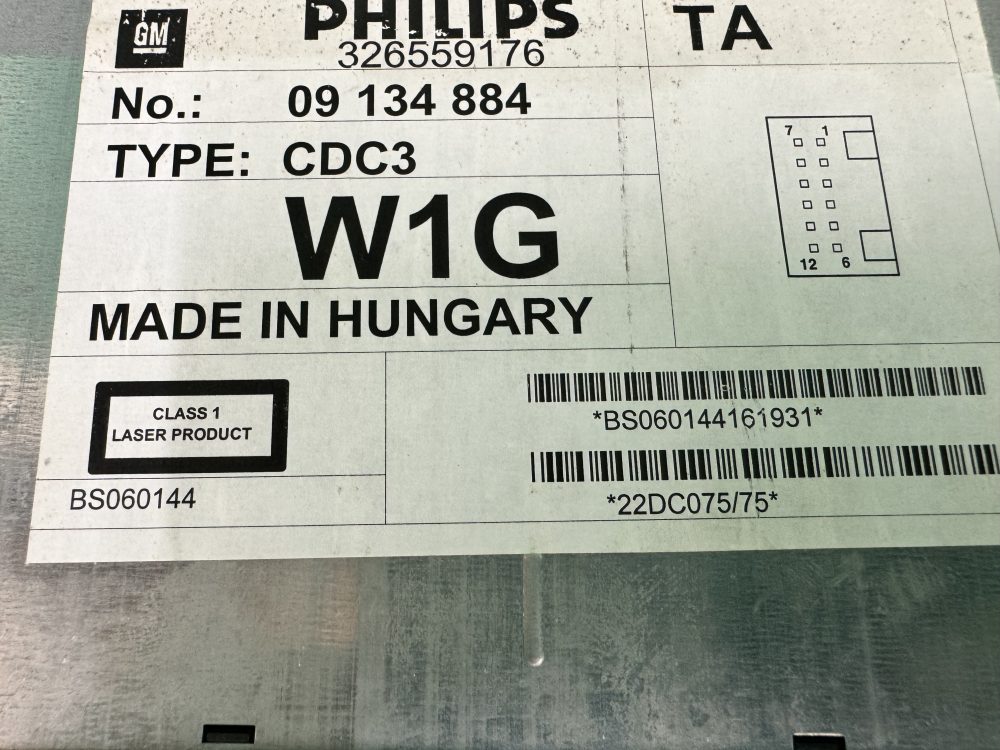 GM
PHILIPS
326559176
TA
No.: 09 134 884
TYPE: CDC3
W1G
MADE IN HUNGARY
7 1
12 6
CLASS 1
LASER PRODUCT
BS060144
*BS060144161931*
*22DC075/75*